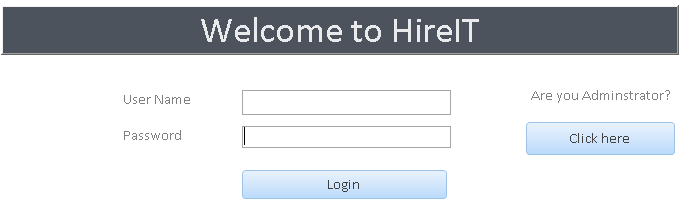 Welcome to HireIT
User Name
Password
Login
Are you Adminstrator?
Click here